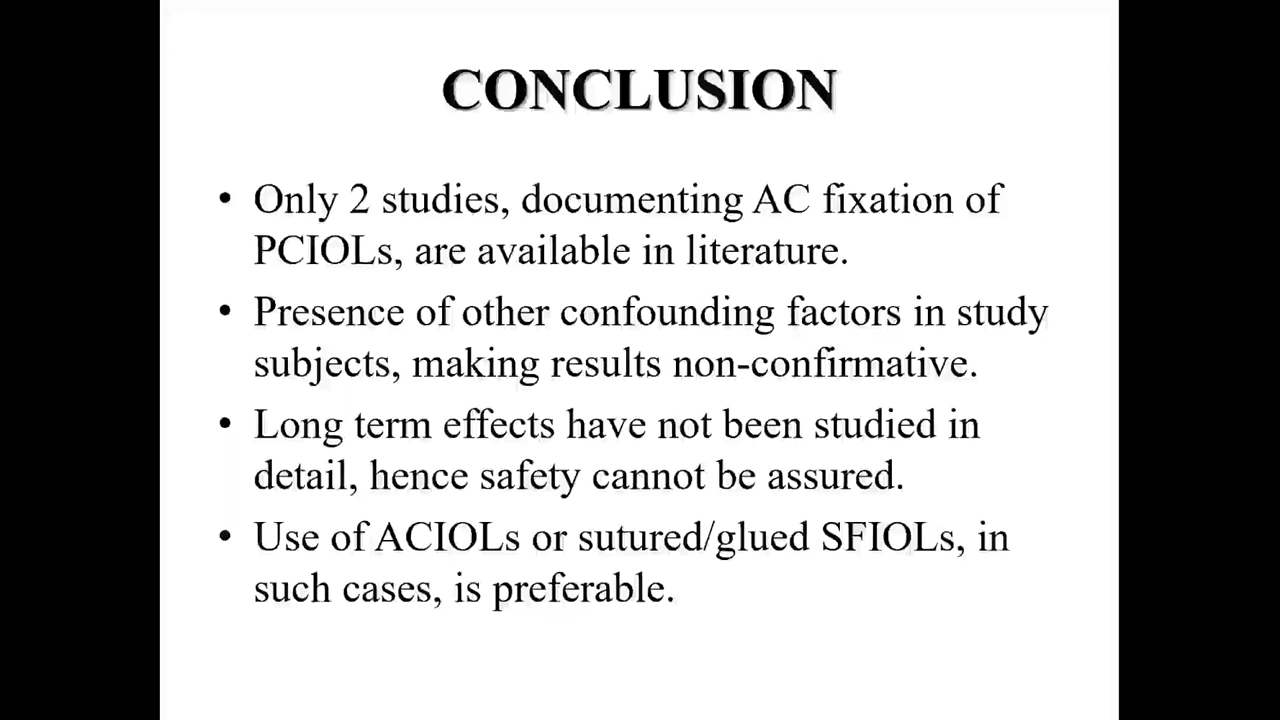 CONCLUSION
• Only 2 studies, documenting AC fixation of
PCIOLs, are available in literature.
• Presence of other confounding factors in study
subjects, making results non-confirmative.
• Long term effects have not been studied in
detail, hence safety cannot be assured.
• Use of ACIOLs or sutured/glued SFIOLs, in
such cases, is preferable.